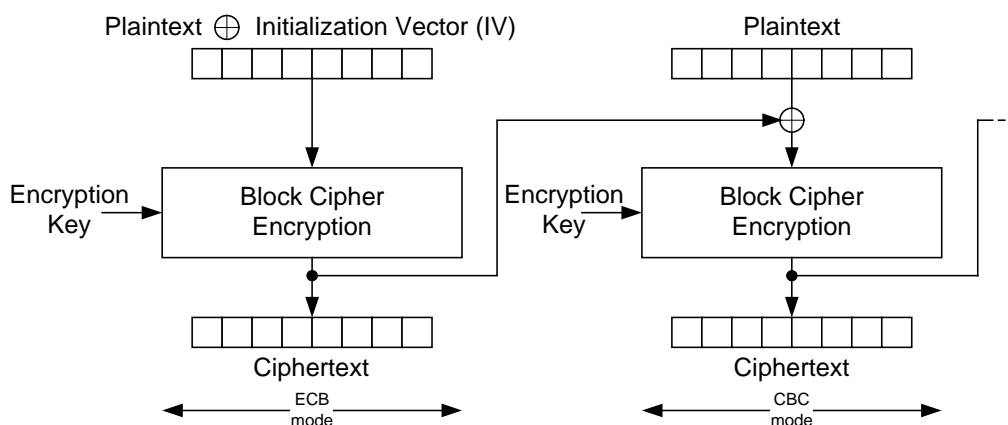 Plaintext ⊕ Initialization Vector (IV)
Plaintext
Encryption
Key
Block Cipher
Encryption
Encryption
Key
Block Cipher
Encryption
Ciphertext
Ciphertext
ECB
mode
CBC
mode